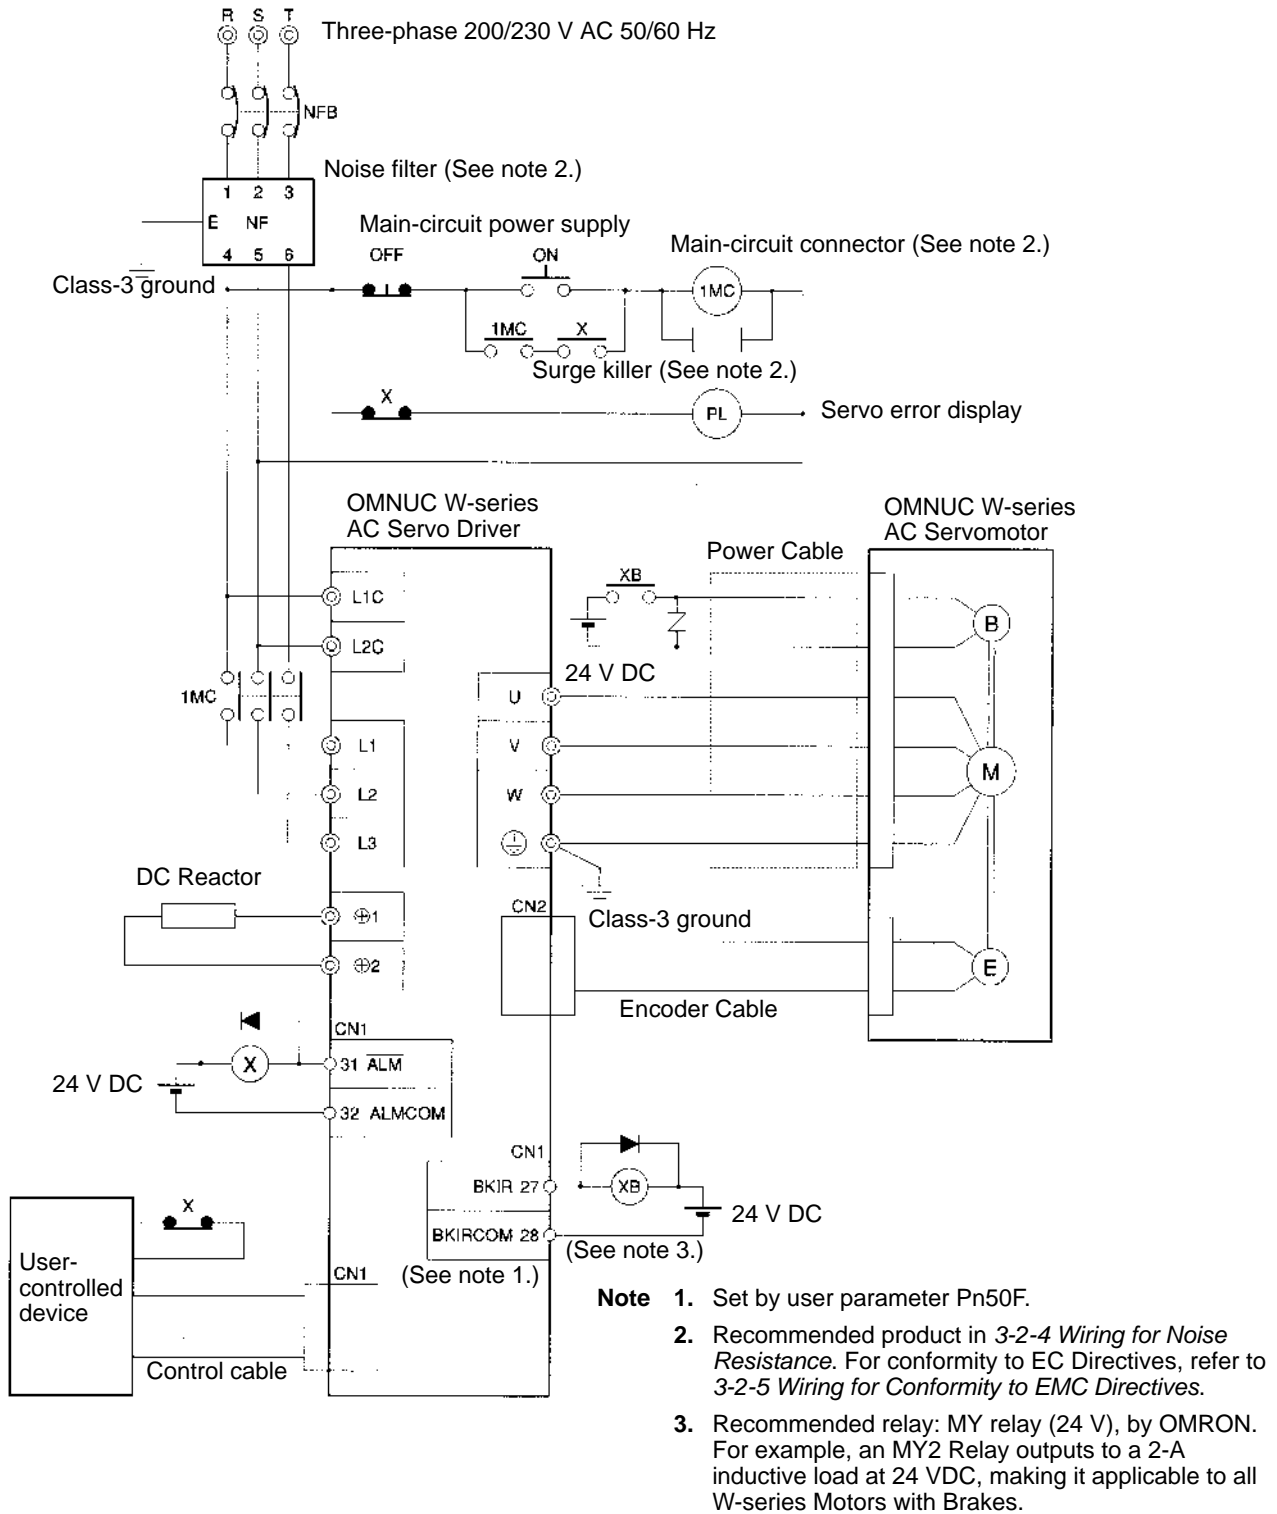 R S T
Three-phase 200/230 V AC 50/60 Hz
NFB
Noise filter (See note 2.)
1 2 3
E NF
4 5 6
Main-circuit power supply
OFF
ON
Main-circuit connector (See note 2.)
Class-3 ground
1MC
1MC X
Surge killer (See note 2.)
X
PL
Servo error display
OMNUC W-series
AC Servo Driver
OMNUC W-series
AC Servomotor
Power Cable
XB
L1C
B
L2C
24 V DC
1MC
U
L1
V
M
L2
W
L3
DC Reactor
⊕1
CN2
Class-3 ground
⊕2
E
Encoder Cable
CN1
X
31 ALM
24 V DC
32 ALMCOM
CN1
BKIR 27
XB
24 V DC
X
BKIRCOM 28
(See note 3.)
User-
controlled
device
CN1
(See note 1.)
Control cable
Note 1. Set by user parameter Pn50F.
2. Recommended product in 3-2-4 Wiring for Noise
Resistance. For conformity to EC Directives, refer to
3-2-5 Wiring for Conformity to EMC Directives.
3. Recommended relay: MY relay (24 V), by OMRON.
For example, an MY2 Relay outputs to a 2-A
inductive load at 24 VDC, making it applicable to all
W-series Motors with Brakes.